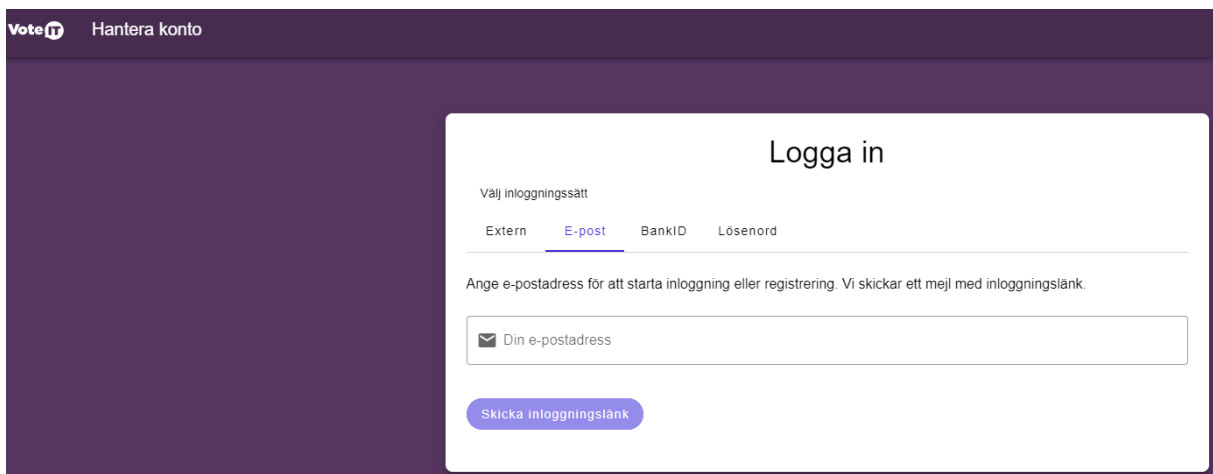 VoteIT Hantera konto
Logga in
Välj inloggningssätt
Extern E-post BankID Lösenord
Ange e-postadress för att starta inloggning eller registrering. Vi skickar ett mejl med inloggningslänk.
Din e-postadress
Skicka inloggningslänk